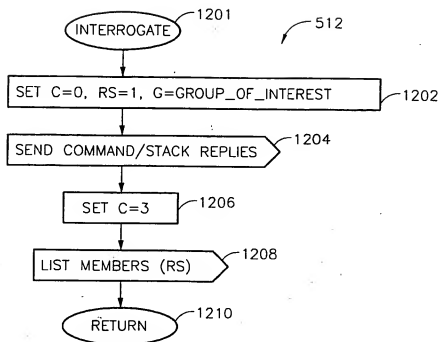 INTERROGATE
1201
512
SET C=0, RS=1, G=GROUP_OF_INTEREST
1202
SEND COMMAND/STACK REPLIES
1204
SET C=3
1206
LIST MEMBERS (RS)
1208
RETURN
1210